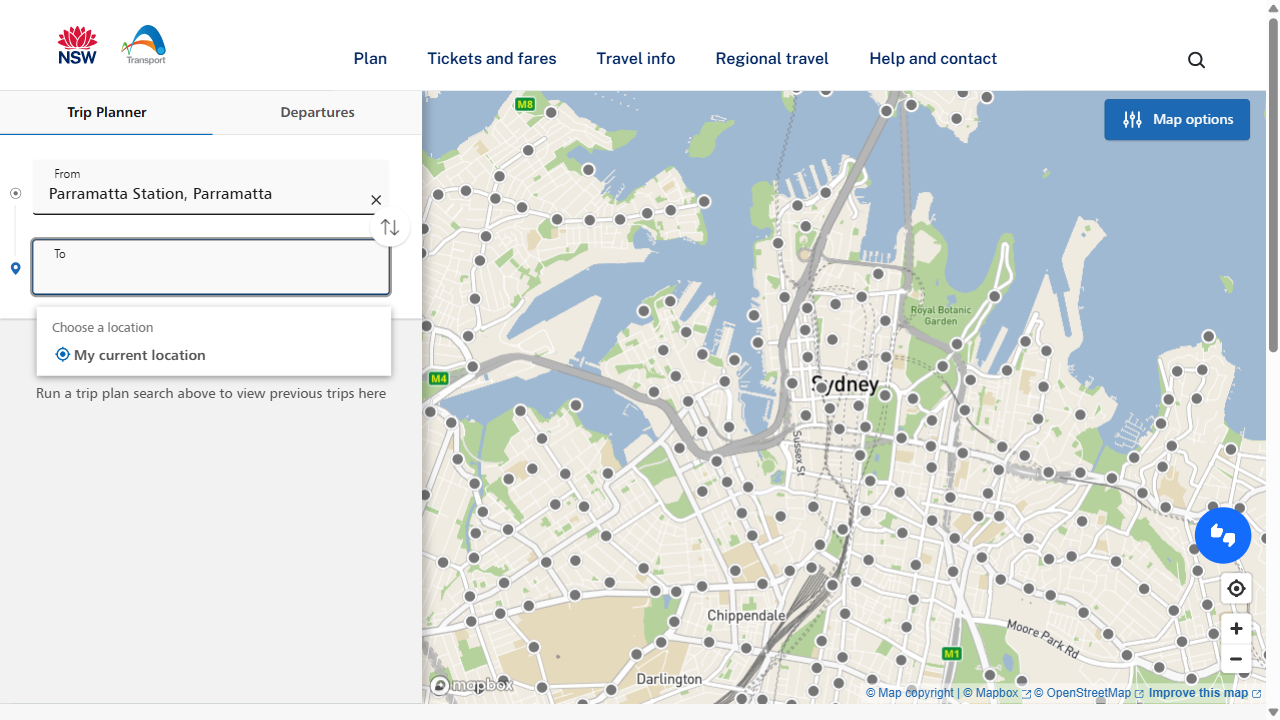 NSW
Transport
Plan
Tickets and fares
Travel info
Regional travel
Help and contact
Trip Planner
Departures
From
Parramatta Station, Parramatta
To
Choose a location
My current location
Run a trip plan search above to view previous trips here
Map options
M8
Royal Botanic
Garden
M4
Sydney
Sussex St
Chippendale
Moore Park Rd
M1
Darlington
mapbox
© Map copyright | © Mapbox © OpenStreetMap Improve this map